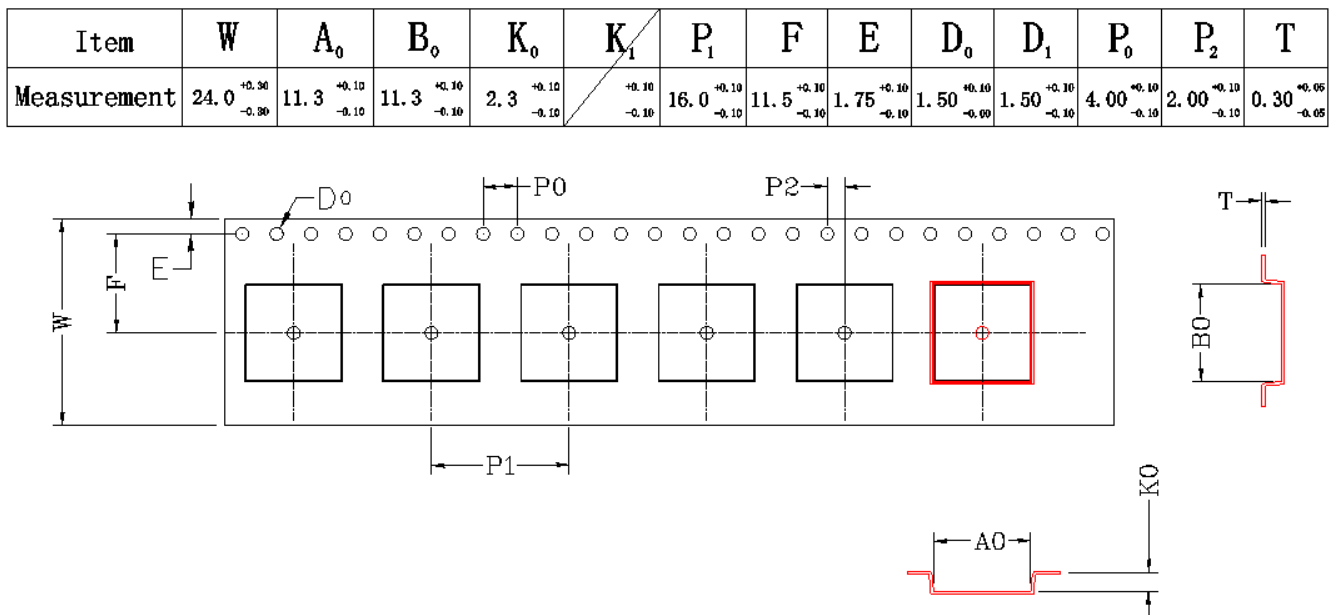 Item W A₀ B₀ K₀ K₁ P₁ F E D₀ D₁ P₀ P₂ T
Measurement 24.0 +0.30 -0.30 11.3 +0.10 -0.10 11.3 +0.10 -0.10 2.3 +0.10 -0.10 +0.10 -0.10 16.0 +0.10 -0.10 11.5 +0.10 -0.10 1.75 +0.10 -0.10 1.50 +0.10 -0.00 1.50 +0.10 -0.10 4.00 +0.10 -0.10 2.00 +0.10 -0.10 0.30 +0.05 -0.05
D0
P0
P2
T
E
F
W
B0
P1
K0
A0